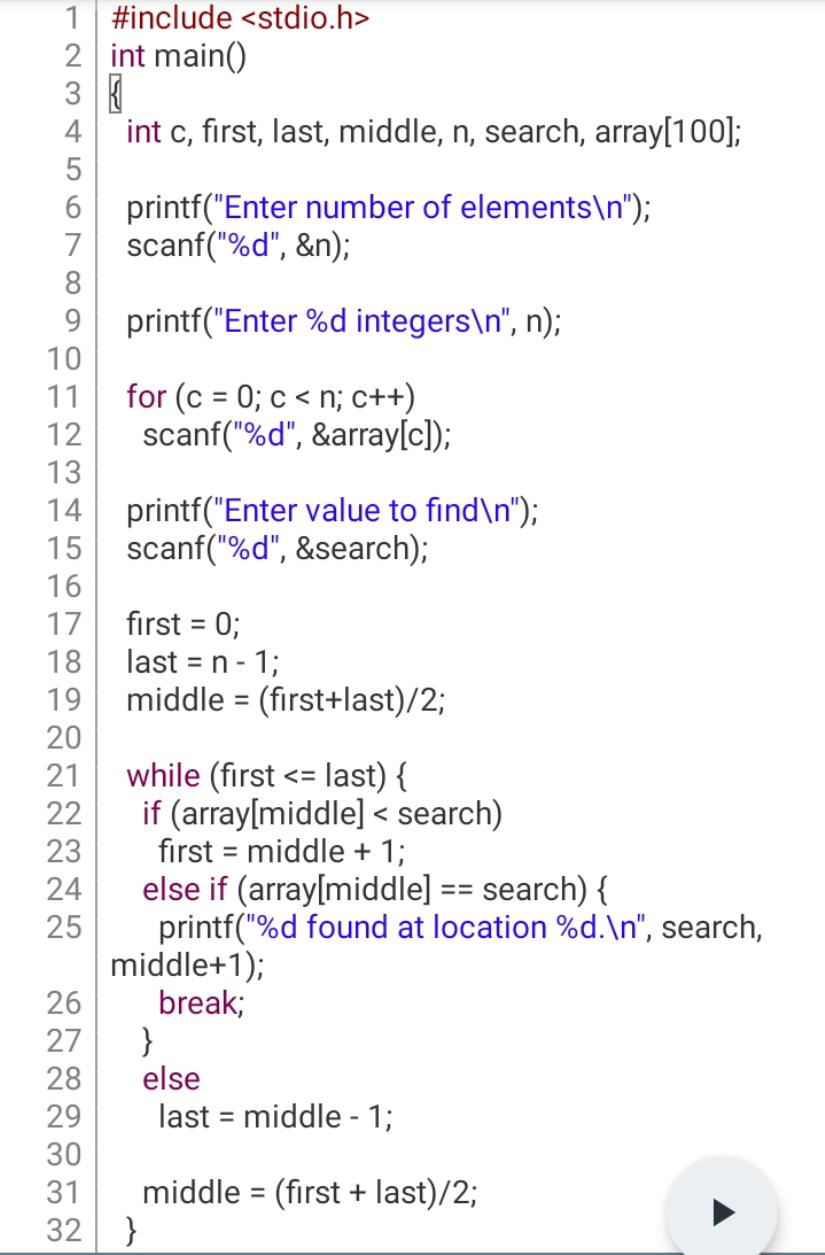 1 #include <stdio.h>
2 int main()
3 {
4 int c, first, last, middle, n, search, array[100];
5
6 printf("Enter number of elements\n");
7 scanf("%d", &n);
8
9 printf("Enter %d integers\n", n);
10
11 for (c = 0; c < n; c++)
12 scanf("%d", &array[c]);
13
14 printf("Enter value to find\n");
15 scanf("%d", &search);
16
17 first = 0;
18 last = n - 1;
19 middle = (first+last)/2;
20
21 while (first <= last) {
22 if (array[middle] < search)
23 first = middle + 1;
24 else if (array[middle] == search) {
25 printf("%d found at location %d.\n", search,
middle+1);
26 break;
27 }
28 else
29 last = middle - 1;
30
31 middle = (first + last)/2;
32 }